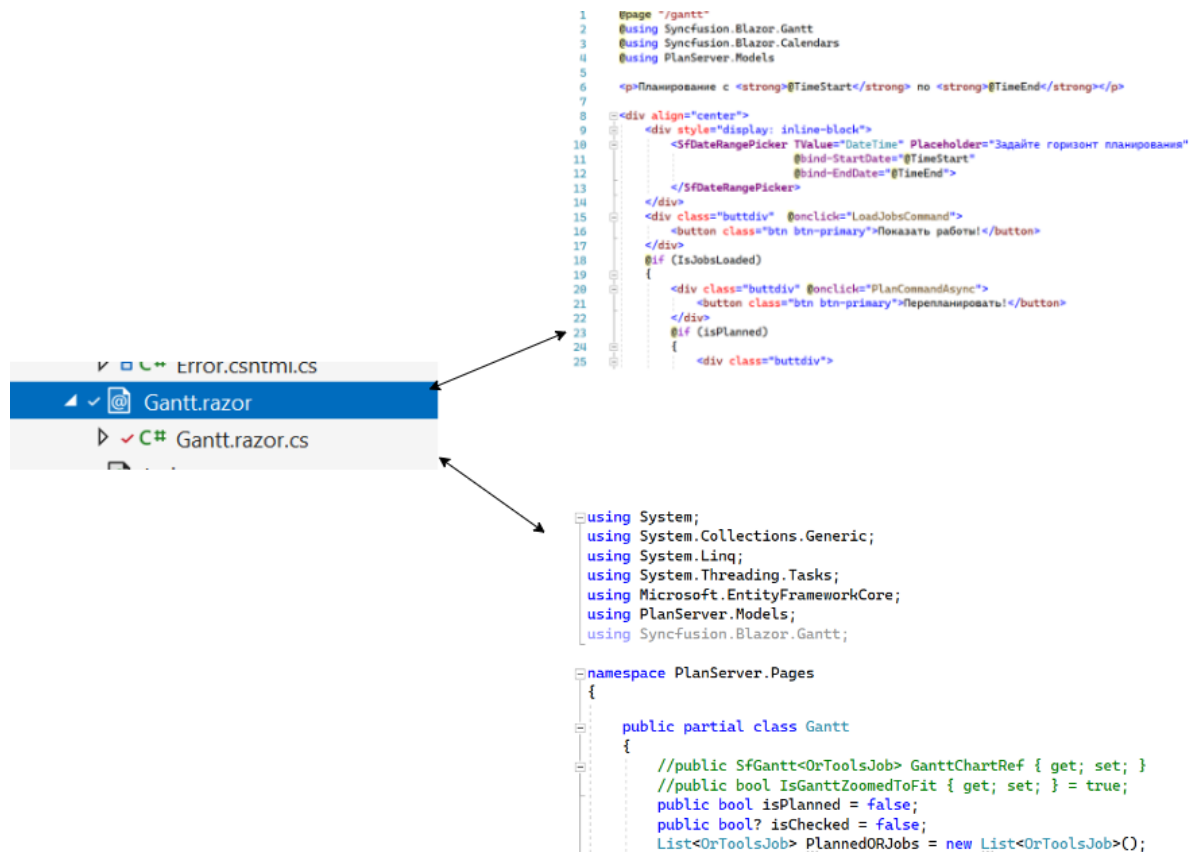 1 @page "/gantt"
2 @using Syncfusion.Blazor.Gantt
3 @using Syncfusion.Blazor.Calendars
4 @using PlanServer.Models
5
6 <p>Планирование с <strong>@TimeStart</strong> по <strong>@TimeEnd</strong></p>
7
8 <div align="center">
9 <div style="display: inline-block">
10 <SfDateRangePicker TValue="DateTime" Placeholder="Задайте горизонт планирования"
11 @bind-StartDate="@TimeStart"
12 @bind-EndDate="@TimeEnd">
13 </SfDateRangePicker>
14 </div>
15 <div class="buttdiv" @onclick="LoadJobsCommand">
16 <button class="btn btn-primary">Показать работы!</button>
17 </div>
18 @if (IsJobsLoaded)
19 {
20 <div class="buttdiv" @onclick="PlanCommandAsync">
21 <button class="btn btn-primary">Перепланировать!</button>
22 </div>
23 @if (isPlanned)
24 {
25 <div class="buttdiv">
C# Error.cshtml.cs
Gantt.razor
C# Gantt.razor.cs
using System;
using System.Collections.Generic;
using System.Linq;
using System.Threading.Tasks;
using Microsoft.EntityFrameworkCore;
using PlanServer.Models;
using Syncfusion.Blazor.Gantt;
namespace PlanServer.Pages
{
public partial class Gantt
{
//public SfGantt<OrToolsJob> GanttChartRef { get; set; }
//public bool IsGanttZoomedToFit { get; set; } = true;
public bool isPlanned = false;
public bool? isChecked = false;
List<OrToolsJob> PlannedORJobs = new List<OrToolsJob>();